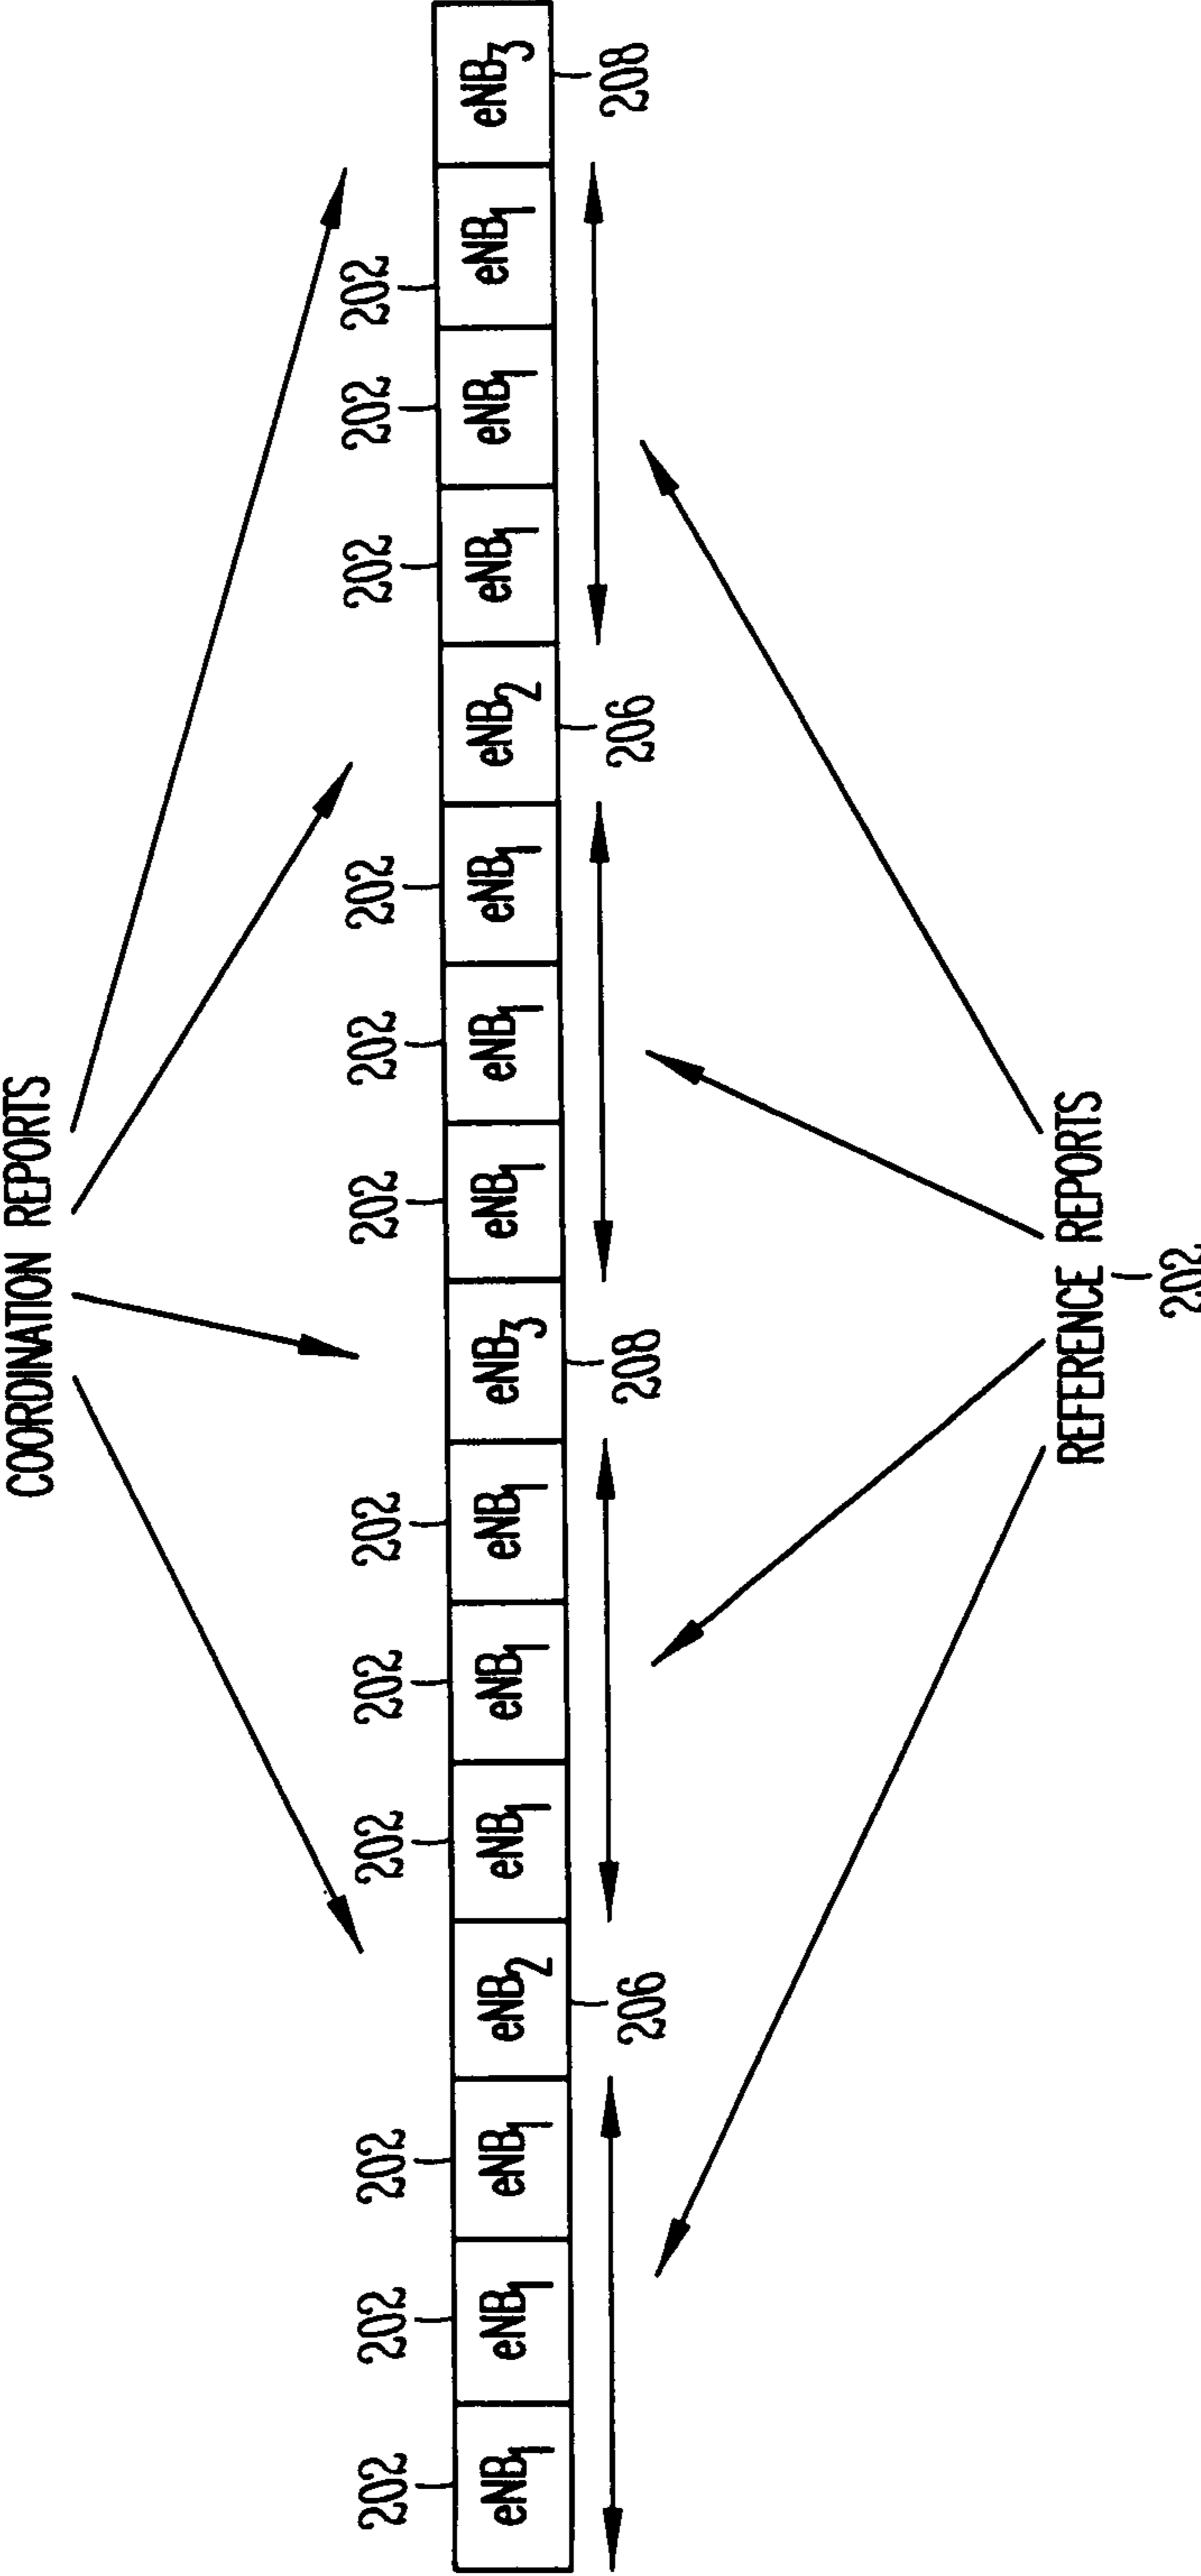 COORDINATION REPORTS
202 202 202 202 202 202 202 202 202 202 202 202
eNB1 eNB1 eNB1 eNB2 eNB1 eNB1 eNB1 eNB3 eNB1 eNB1 eNB1 eNB2 eNB1 eNB1 eNB1 eNB3
206 208 206 208
REFERENCE REPORTS
202